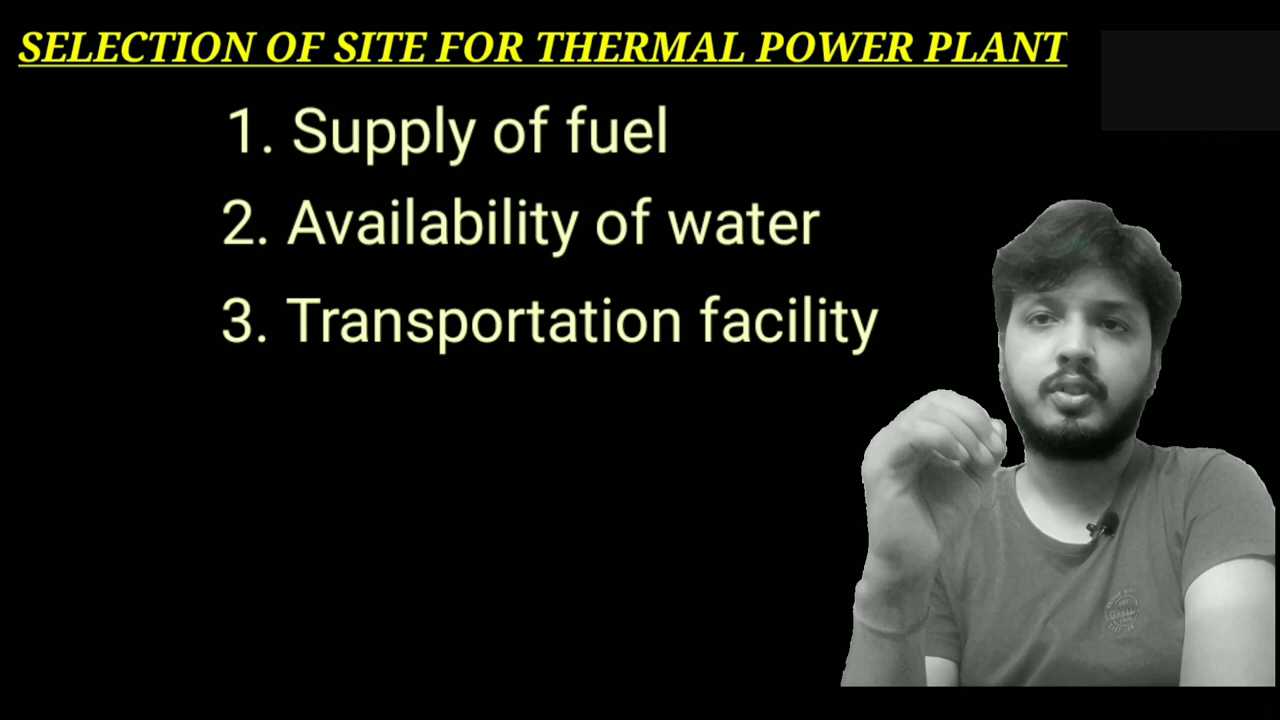 SELECTION OF SITE FOR THERMAL POWER PLANT
1. Supply of fuel
2. Availability of water
3. Transportation facility